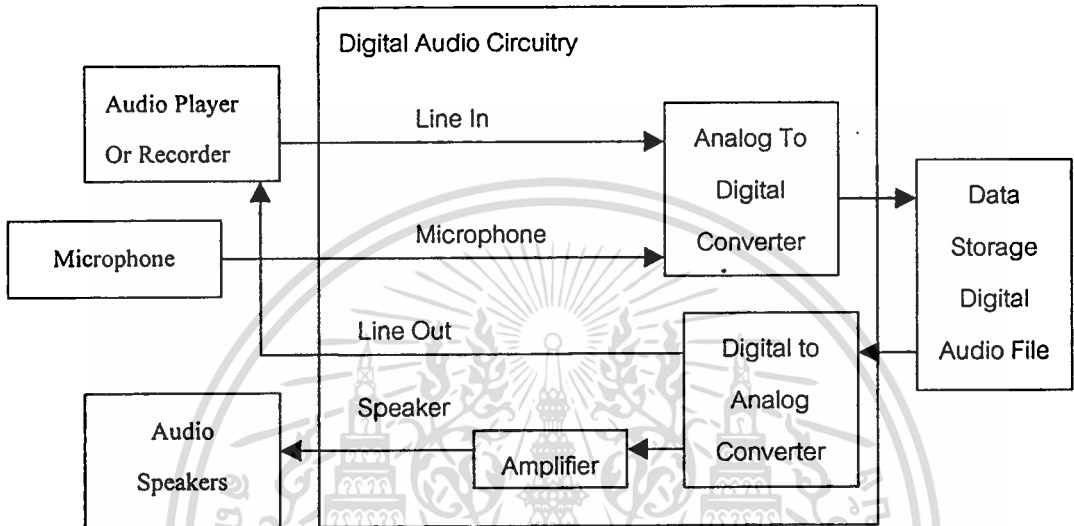 Digital Audio Circuitry
Audio Player
Or Recorder
Line In
Analog To
Digital
Converter
Microphone
Microphone
Data
Storage
Digital
Audio File
Line Out
Digital to
Analog
Converter
Speaker
Amplifier
Audio
Speakers